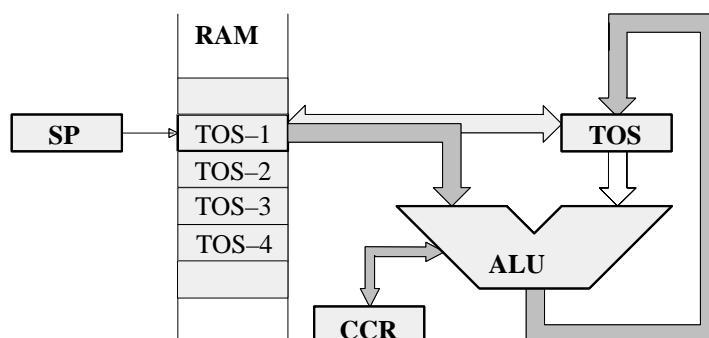 RAM
SP
TOS–1
TOS
TOS–2
TOS–3
TOS–4
ALU
CCR